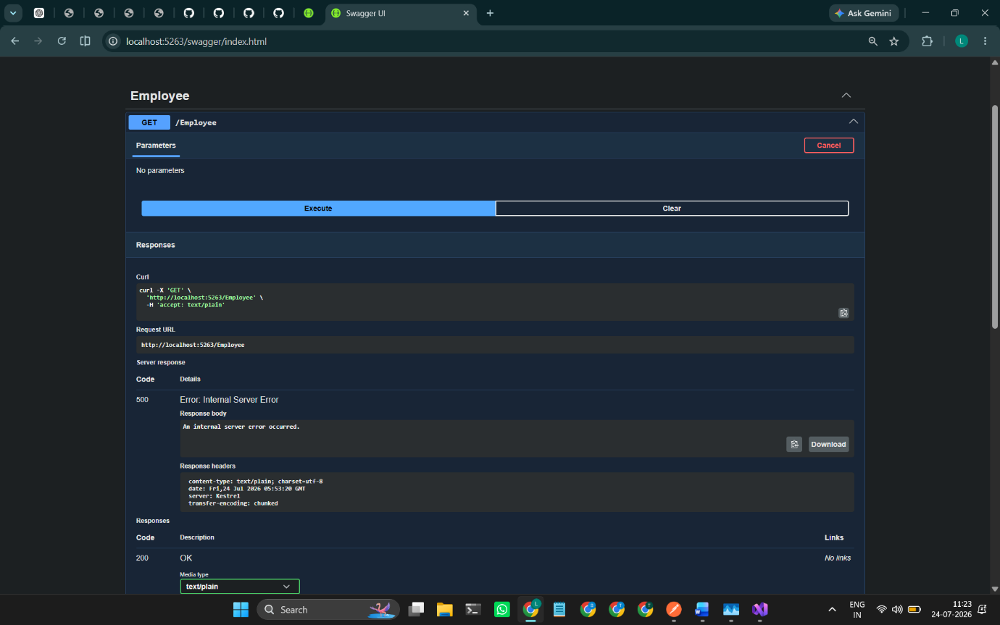 Swagger UI
Ask Gemini
localhost:5263/swagger/index.html
L
Employee
GET /Employee
Parameters
Cancel
No parameters
Execute
Clear
Responses
Curl
curl -X 'GET' \
'http://localhost:5263/Employee' \
-H 'accept: text/plain'
Request URL
http://localhost:5263/Employee
Server response
Code Details
500 Error: Internal Server Error
Response body
An internal server error occurred.
Download
Response headers
content-type: text/plain; charset=utf-8
date: Fri,24 Jul 2026 05:53:20 GMT
server: Kestrel
transfer-encoding: chunked
Responses
Code Description Links
200 OK No links
Media type
text/plain
Search
ENG
IN
11:23
24-07-2026